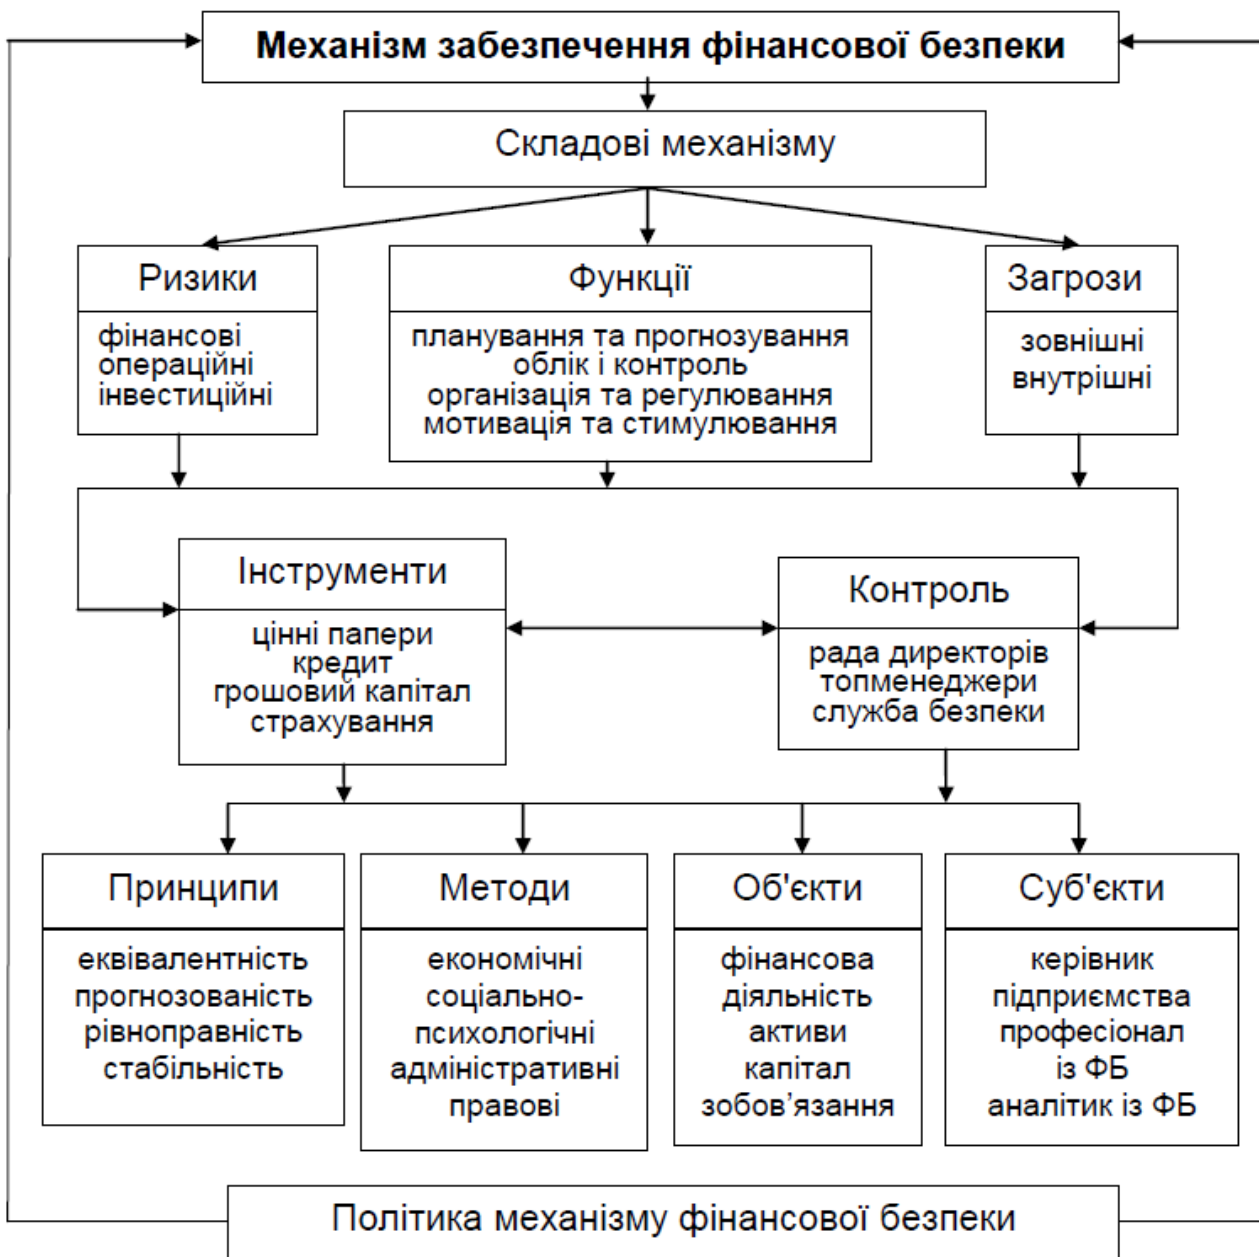 Механізм забезпечення фінансової безпеки
Складові механізму
Ризики
фінансові
операційні
інвестиційні
Функції
планування та прогнозування
облік і контроль
організація та регулювання
мотивація та стимулювання
Загрози
зовнішні
внутрішні
Інструменти
цінні папери
кредит
грошовий капітал
страхування
Контроль
рада директорів
топменеджери
служба безпеки
Принципи
еквівалентність
прогнозованість
рівноправність
стабільність
Методи
економічні
соціально-
психологічні
адміністративні
правові
Об'єкти
фінансова
діяльність
активи
капітал
зобов’язання
Суб'єкти
керівник
підприємства
професіонал
із ФБ
аналітик із ФБ
Політика механізму фінансової безпеки